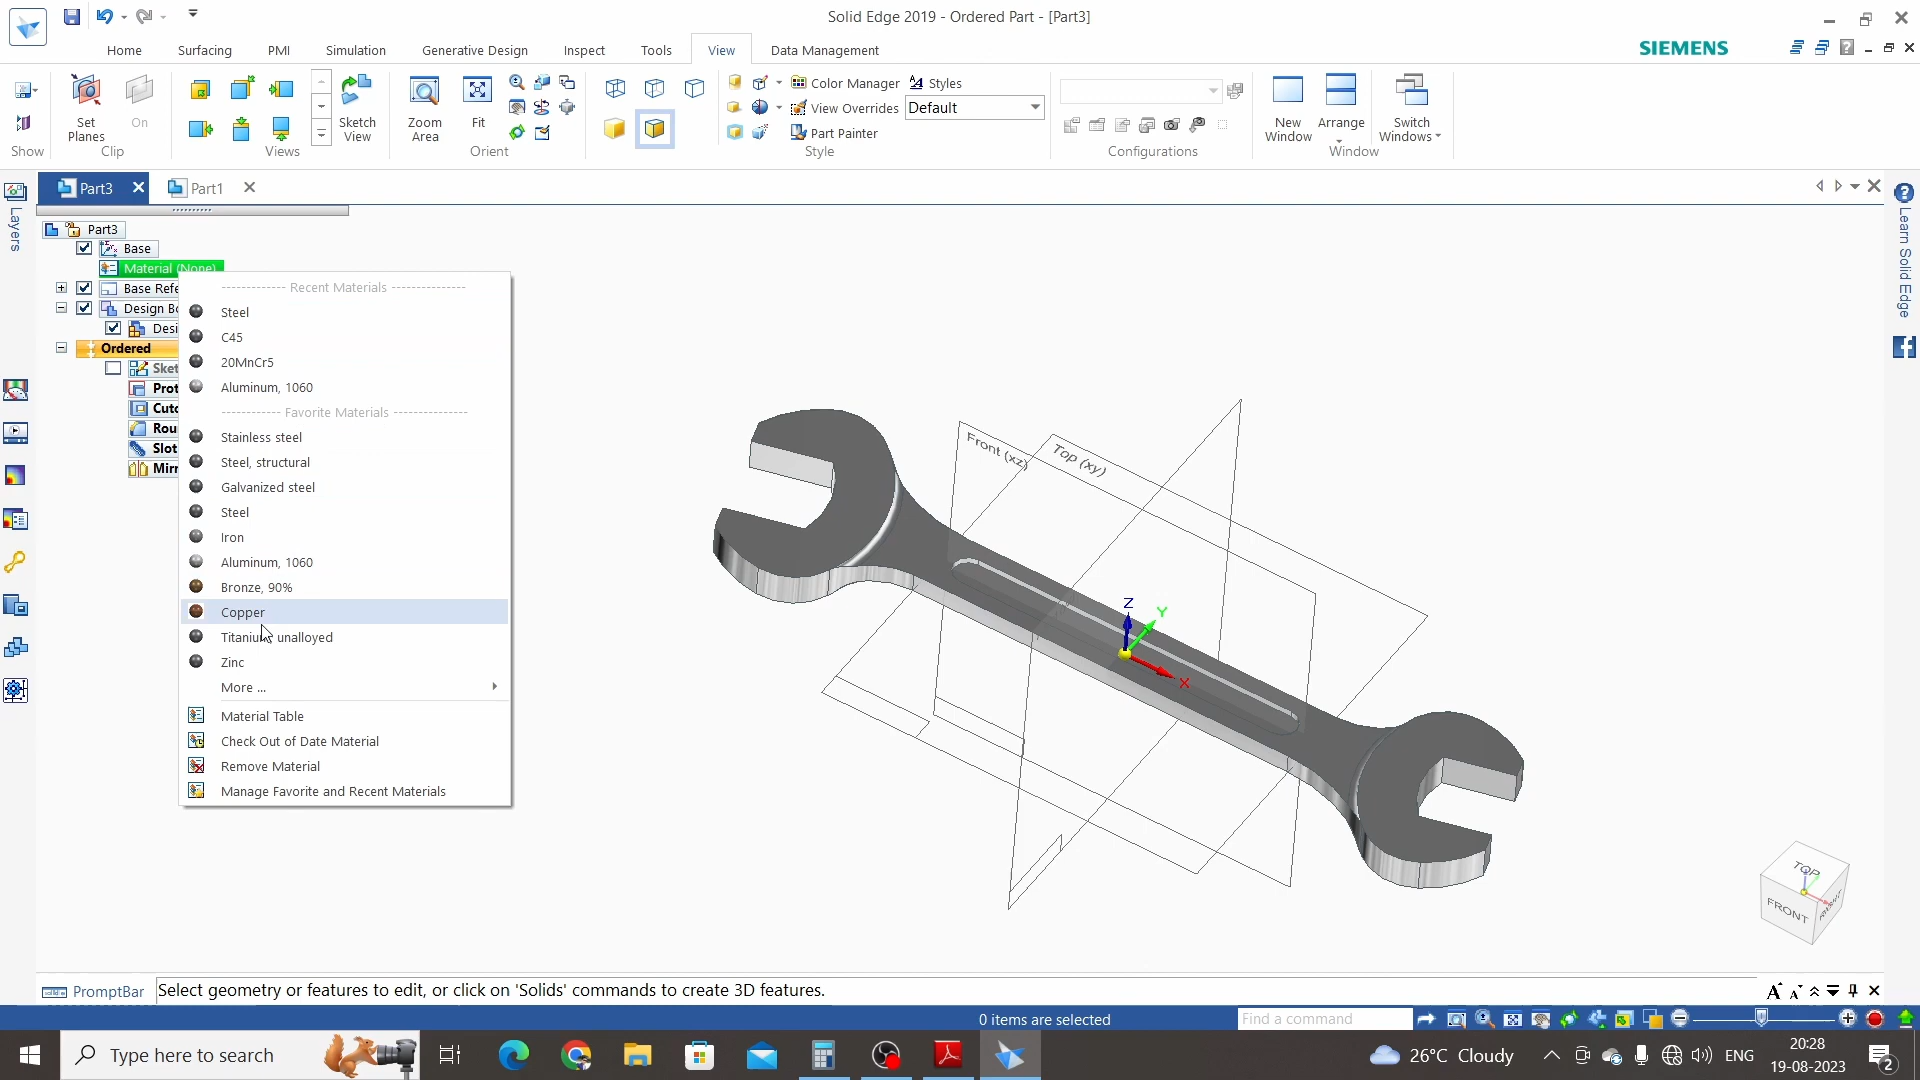 Solid Edge 2019 - Ordered Part - [Part3]
Home Surfacing PMI Simulation Generative Design Inspect Tools View Data Management
SIEMENS
Color Manager Styles
View Overrides Default
Set Planes On Sketch View Zoom Area Fit Part Painter New Window Arrange Switch Windows
Show Clip Views Orient Style Configurations Window
Part3 Part1
Layers
Learn Solid Edge
Part3
Base
Material (None)
Base Refe
Design Bo
Desi
Ordered
Sket
Prot
Cuto
Rou
Slot
Mirr
------------- Recent Materials ---------------
Steel
C45
20MnCr5
Aluminum, 1060
------------ Favorite Materials ---------------
Stainless steel
Steel, structural
Galvanized steel
Steel
Iron
Aluminum, 1060
Bronze, 90%
Copper
Titanium, unalloyed
Zinc
More ...
Material Table
Check Out of Date Material
Remove Material
Manage Favorite and Recent Materials
Front (xz)
Top (xy)
Z
Y
X
TOP
FRONT
RIGHT
PromptBar Select geometry or features to edit, or click on 'Solids' commands to create 3D features.
0 items are selected Find a command
Type here to search
26°C Cloudy
ENG
20:28
19-08-2023
2